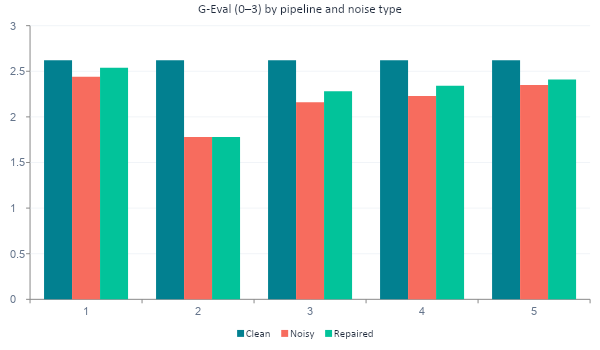 G-Eval (0–3) by pipeline and noise type
3
2.5
2
1.5
1
0.5
0
1 2 3 4 5
Clean Noisy Repaired